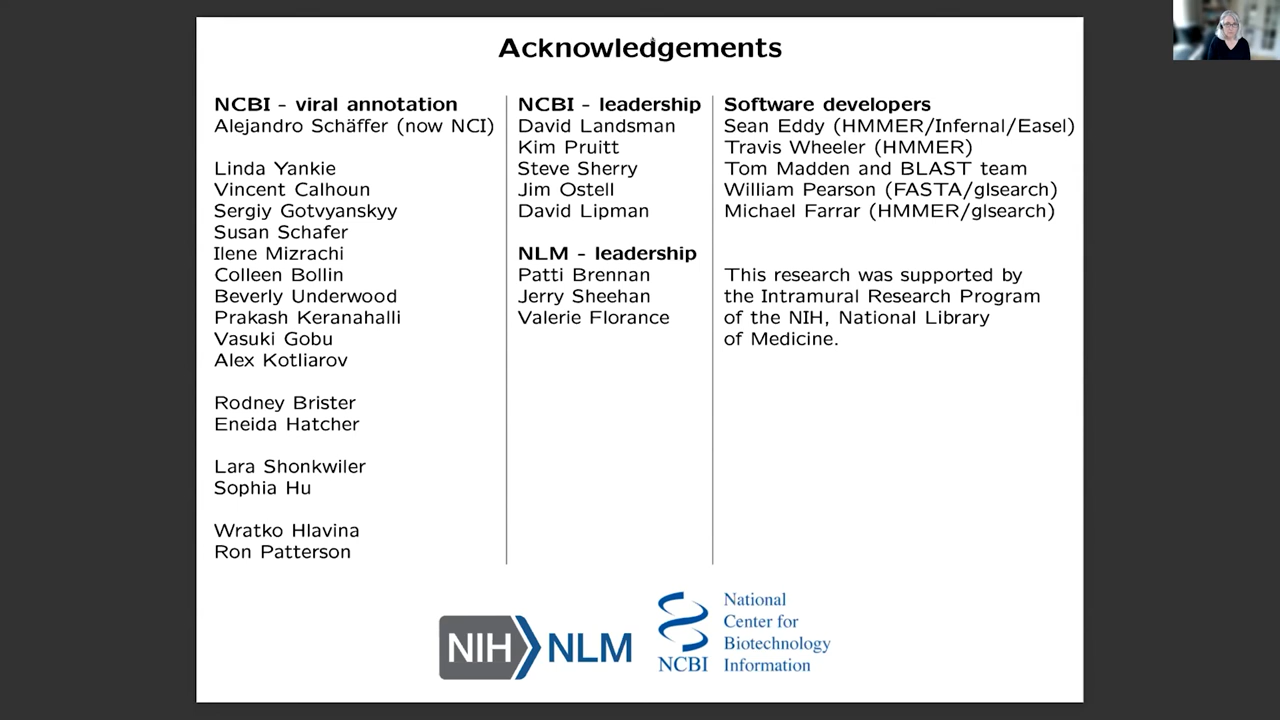 Acknowledgements
NCBI - viral annotation
Alejandro Schäffer (now NCI)
Linda Yankie
Vincent Calhoun
Sergiy Gotvyanskyy
Susan Schafer
Ilene Mizrachi
Colleen Bollin
Beverly Underwood
Prakash Keranahalli
Vasuki Gobu
Alex Kotliarov
Rodney Brister
Eneida Hatcher
Lara Shonkwiler
Sophia Hu
Wratko Hlavina
Ron Patterson
NCBI - leadership
David Landsman
Kim Pruitt
Steve Sherry
Jim Ostell
David Lipman
NLM - leadership
Patti Brennan
Jerry Sheehan
Valerie Florance
Software developers
Sean Eddy (HMMER/Infernal/Easel)
Travis Wheeler (HMMER)
Tom Madden and BLAST team
William Pearson (FASTA/glsearch)
Michael Farrar (HMMER/glsearch)
This research was supported by
the Intramural Research Program
of the NIH, National Library
of Medicine.
NIH NLM
NCBI
National
Center for
Biotechnology
Information